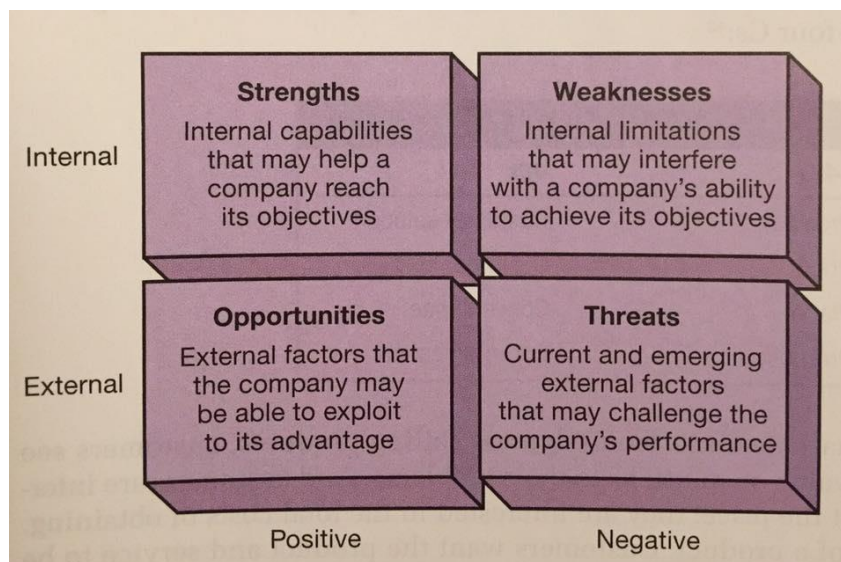 Strengths
Internal capabilities
that may help a
company reach
its objectives
Weaknesses
Internal limitations
that may interfere
with a company's ability
to achieve its objectives
Internal
Opportunities
External factors that
the company may
be able to exploit
to its advantage
Threats
Current and emerging
external factors
that may challenge the
company's performance
External
Positive
Negative